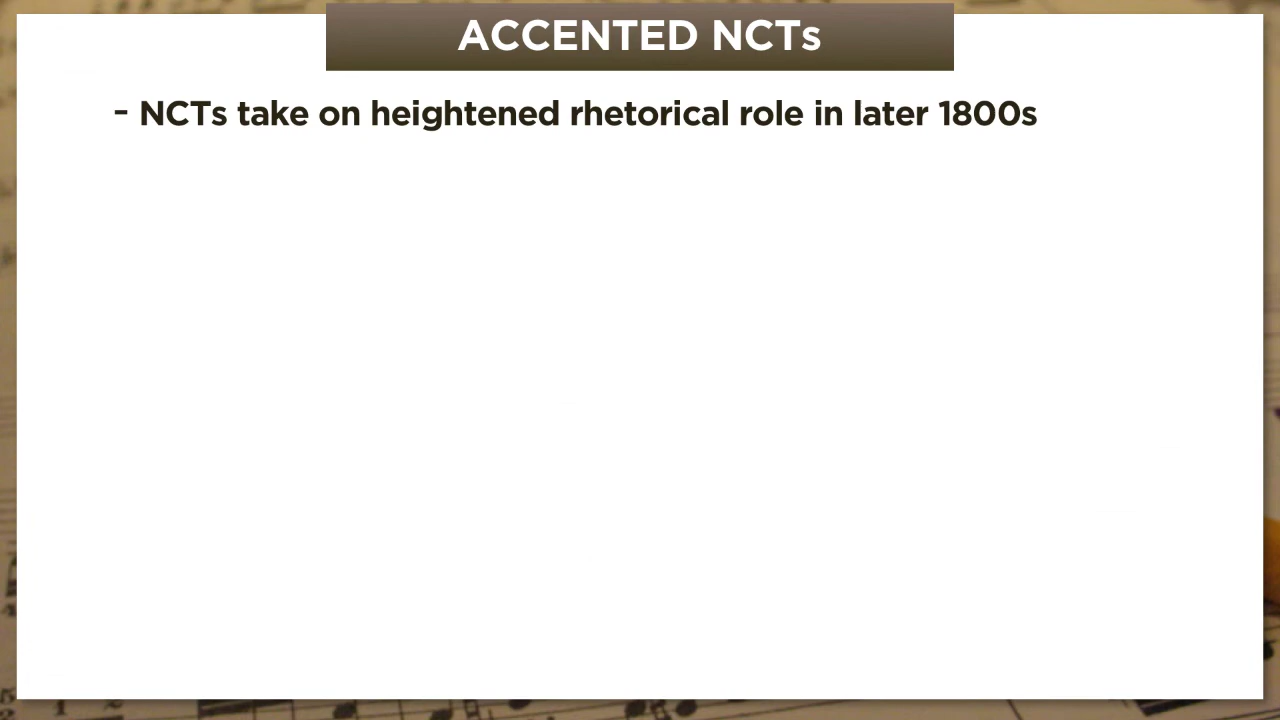 ACCENTED NCTs
- NCTs take on heightened rhetorical role in later 1800s